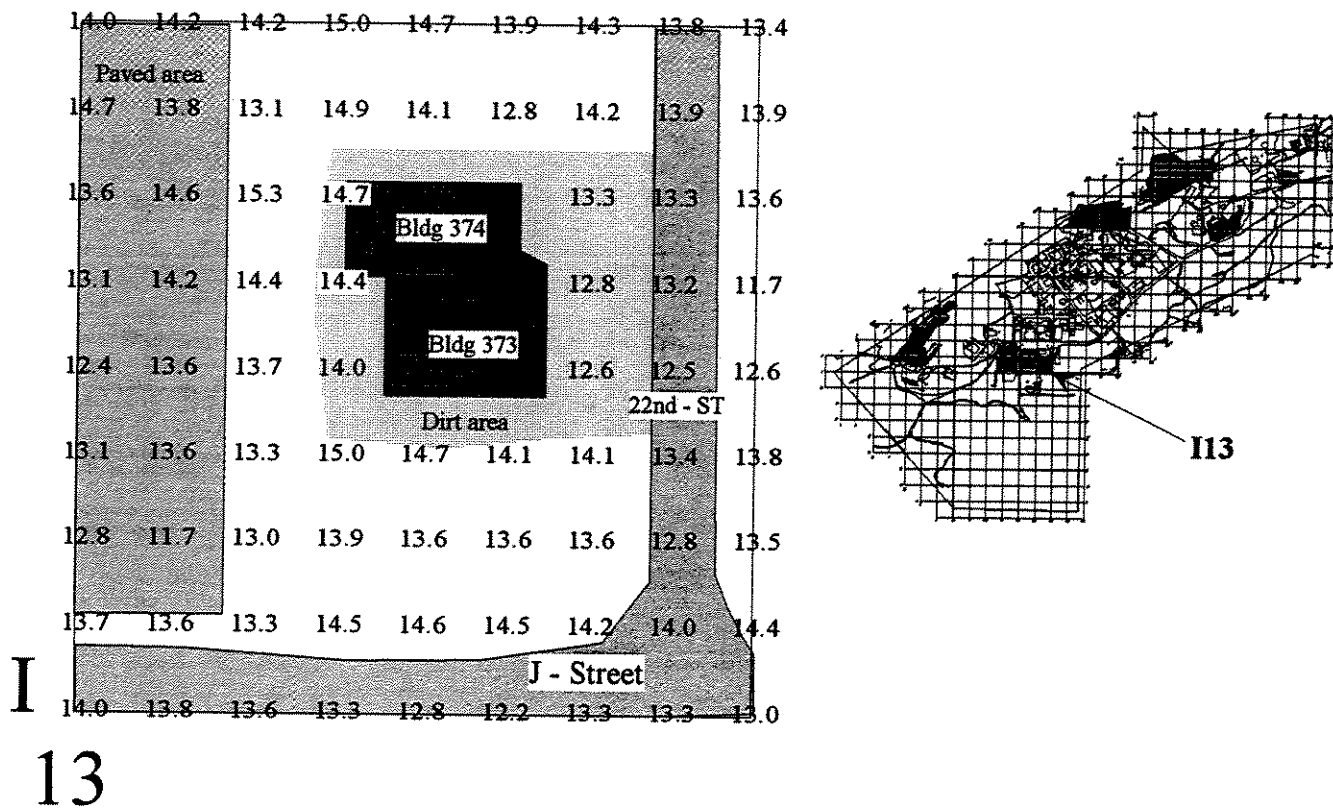 14.0 14.2 14.2 15.0 14.7 13.9 14.3 13.8 13.4
Paved area
14.7 13.8 13.1 14.9 14.1 12.8 14.2 13.9 13.9
13.6 14.6 15.3 14.7 13.3 13.3 13.6
Bldg 374
13.1 14.2 14.4 14.4 12.8 13.2 11.7
Bldg 373
12.4 13.6 13.7 14.0 12.6 12.5 12.6
22nd - ST
Dirt area
13.1 13.6 13.3 15.0 14.7 14.1 14.1 13.4 13.8
I13
12.8 11.7 13.0 13.9 13.6 13.6 13.6 12.8 13.5
13.7 13.6 13.3 14.5 14.6 14.5 14.2 14.0 14.4
J - Street
I
14.0 13.8 13.6 13.3 12.8 12.2 13.3 13.3 13.0
13